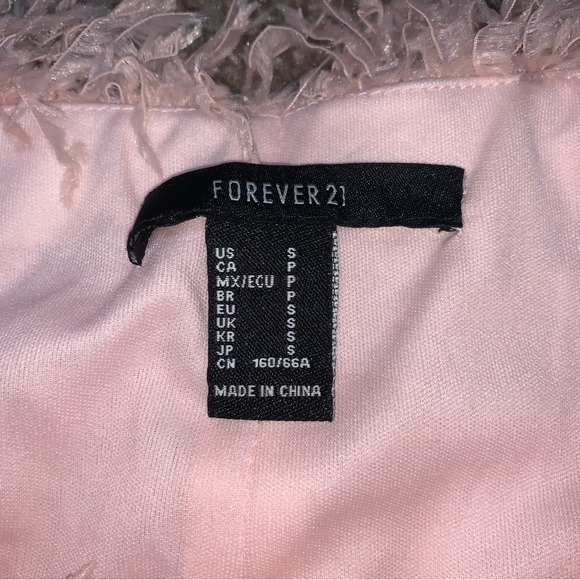 FOREVER 21
US S
CA P
MX/ECU P
BR P
EU S
UK S
KR S
JP S
CN 160/66A
MADE IN CHINA